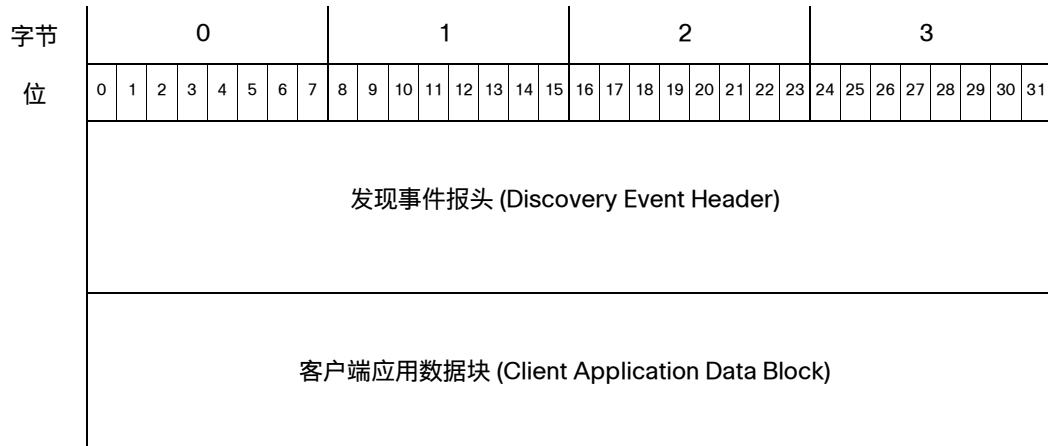 字节 0 1 2 3
位 0 1 2 3 4 5 6 7 8 9 10 11 12 13 14 15 16 17 18 19 20 21 22 23 24 25 26 27 28 29 30 31
发现事件报头 (Discovery Event Header)
客户端应用数据块 (Client Application Data Block)